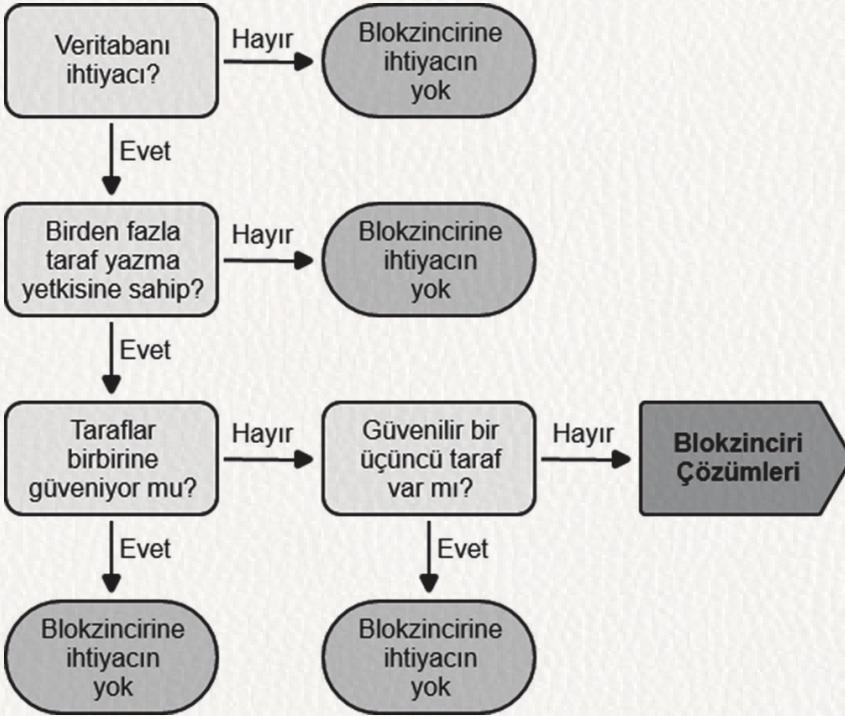 Veritabanı
ihtiyacı?
Hayır
Blokzincirine
ihtiyacın
yok
Evet
Birden fazla
taraf yazma
yetkisine sahip?
Hayır
Blokzincirine
ihtiyacın
yok
Evet
Taraflar
birbirine
güveniyor mu?
Hayır
Güvenilir bir
üçüncü taraf
var mı?
Hayır
Blokzinciri
Çözümleri
Evet
Evet
Blokzincirine
ihtiyacın
yok
Blokzincirine
ihtiyacın
yok